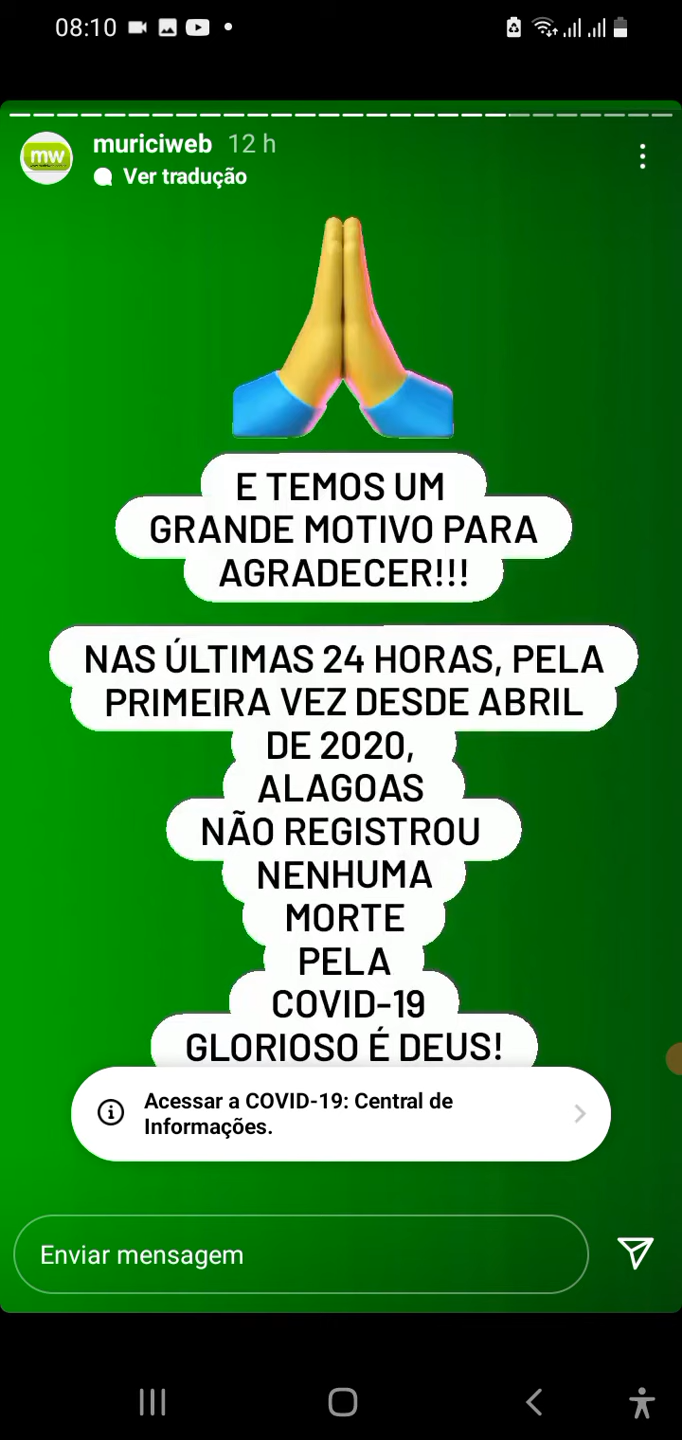 08:10
mw
muriciweb 12 h
Ver tradução
E TEMOS UM
GRANDE MOTIVO PARA
AGRADECER!!!
NAS ÚLTIMAS 24 HORAS, PELA
PRIMEIRA VEZ DESDE ABRIL
DE 2020,
ALAGOAS
NÃO REGISTROU
NENHUMA
MORTE
PELA
COVID-19
GLORIOSO É DEUS!
Acessar a COVID-19: Central de
Informações.
Enviar mensagem